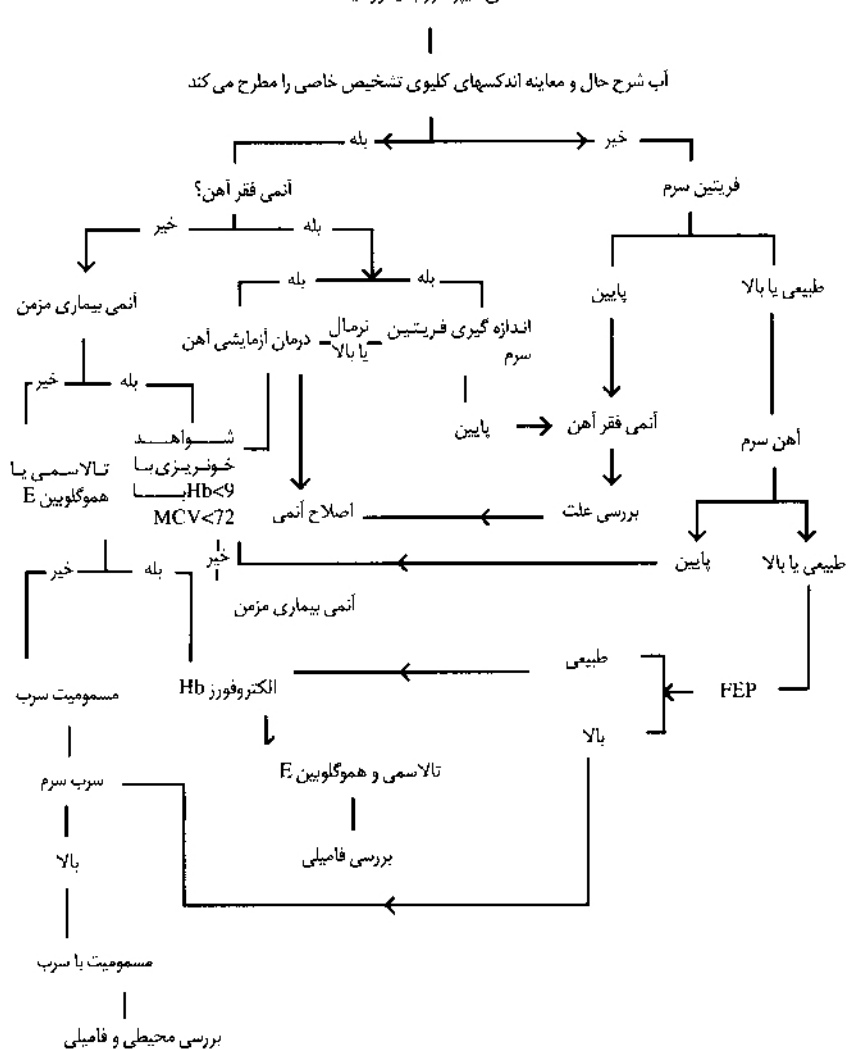 آب شرح حال و معاینه اندکسهای کلیوی تشخیص خاصی را مطرح می کند
خیر
بله
فریتین سرم
آنمی فقر آهن؟
بله
خیر
طبیعی یا بالا
پایین
بله
بله
آنمی بیماری مزمن
اندازه گیری فریتین
سرم
نرمال
یا بالا
درمان آزمایشی آهن
بله
خیر
آهن سرم
آنمی فقر آهن
پایین
شواهد
خونریزی با
Hb<9 با
MCV<72
تالاسمی یا
هموگلوبین E
بررسی علت
اصلاح آنمی
طبیعی یا بالا
پایین
خیر
بله
خیر
آنمی بیماری مزمن
طبیعی
FEP
الکتروفورز Hb
مسمومیت سرب
بالا
تالاسمی و هموگلوبین E
سرب سرم
بررسی فامیلی
بالا
مسمومیت با سرب
بررسی محیطی و فامیلی